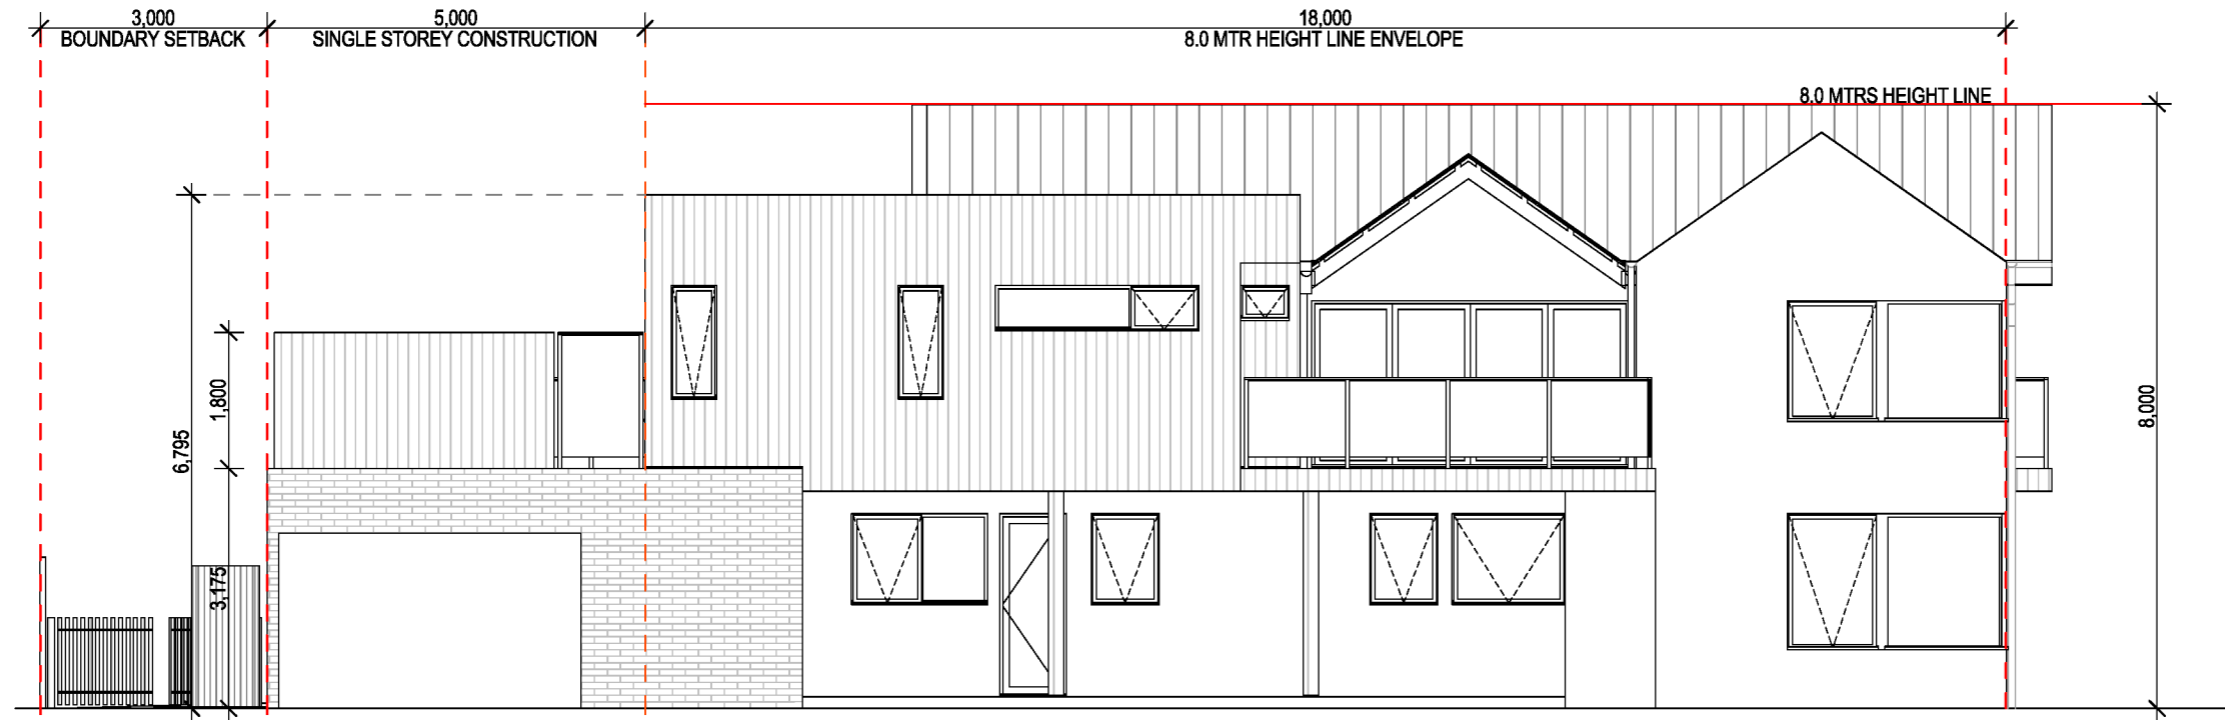 3,000
BOUNDARY SETBACK
5,000
SINGLE STOREY CONSTRUCTION
18,000
8.0 MTR HEIGHT LINE ENVELOPE
8.0 MTRS HEIGHT LINE
6,795
1,800
3,175
8,000